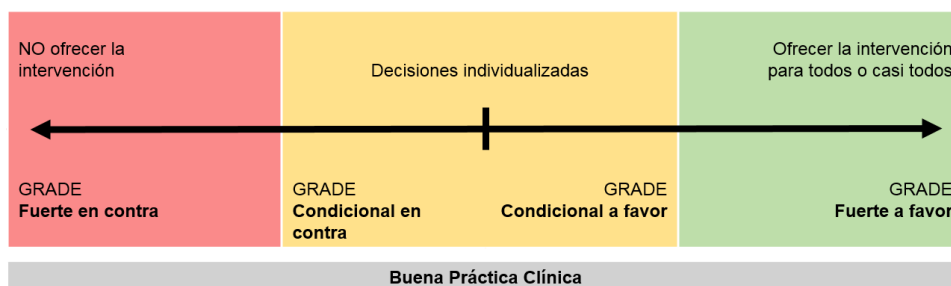 NO ofrecer la
intervención
Decisiones individualizadas
Ofrecer la intervención
para todos o casi todos
GRADE
Fuerte en contra
GRADE
Condicional en
contra
GRADE
Condicional a favor
GRADE
Fuerte a favor
Buena Práctica Clínica